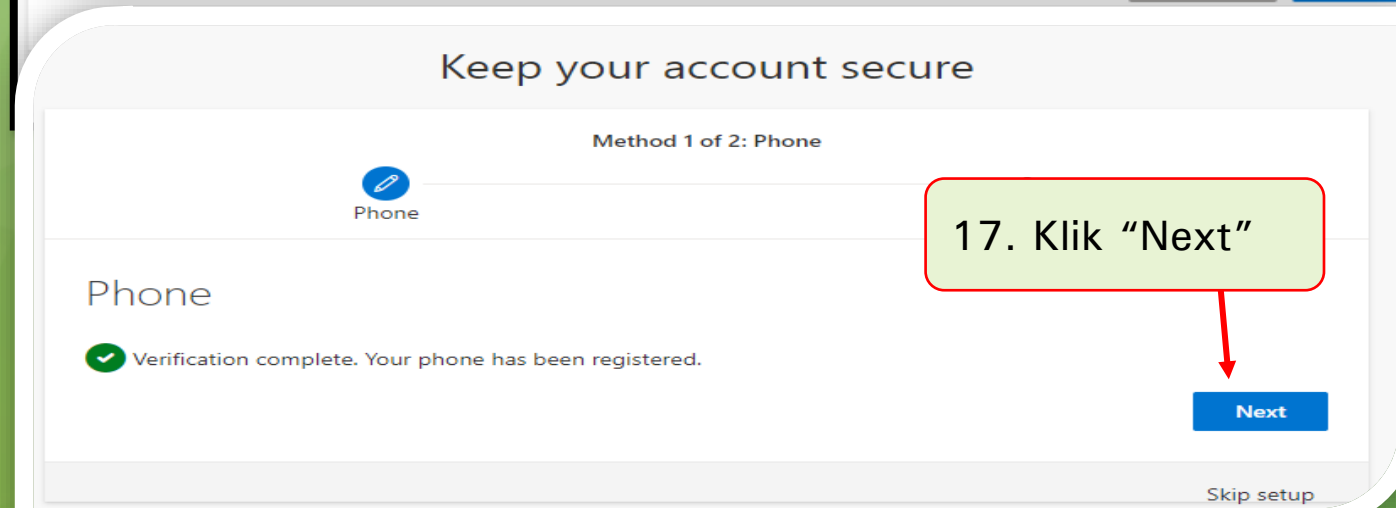 Keep your account secure
Method 1 of 2: Phone
Phone
17. Klik “Next”
Phone
Verification complete. Your phone has been registered.
Next
Skip setup